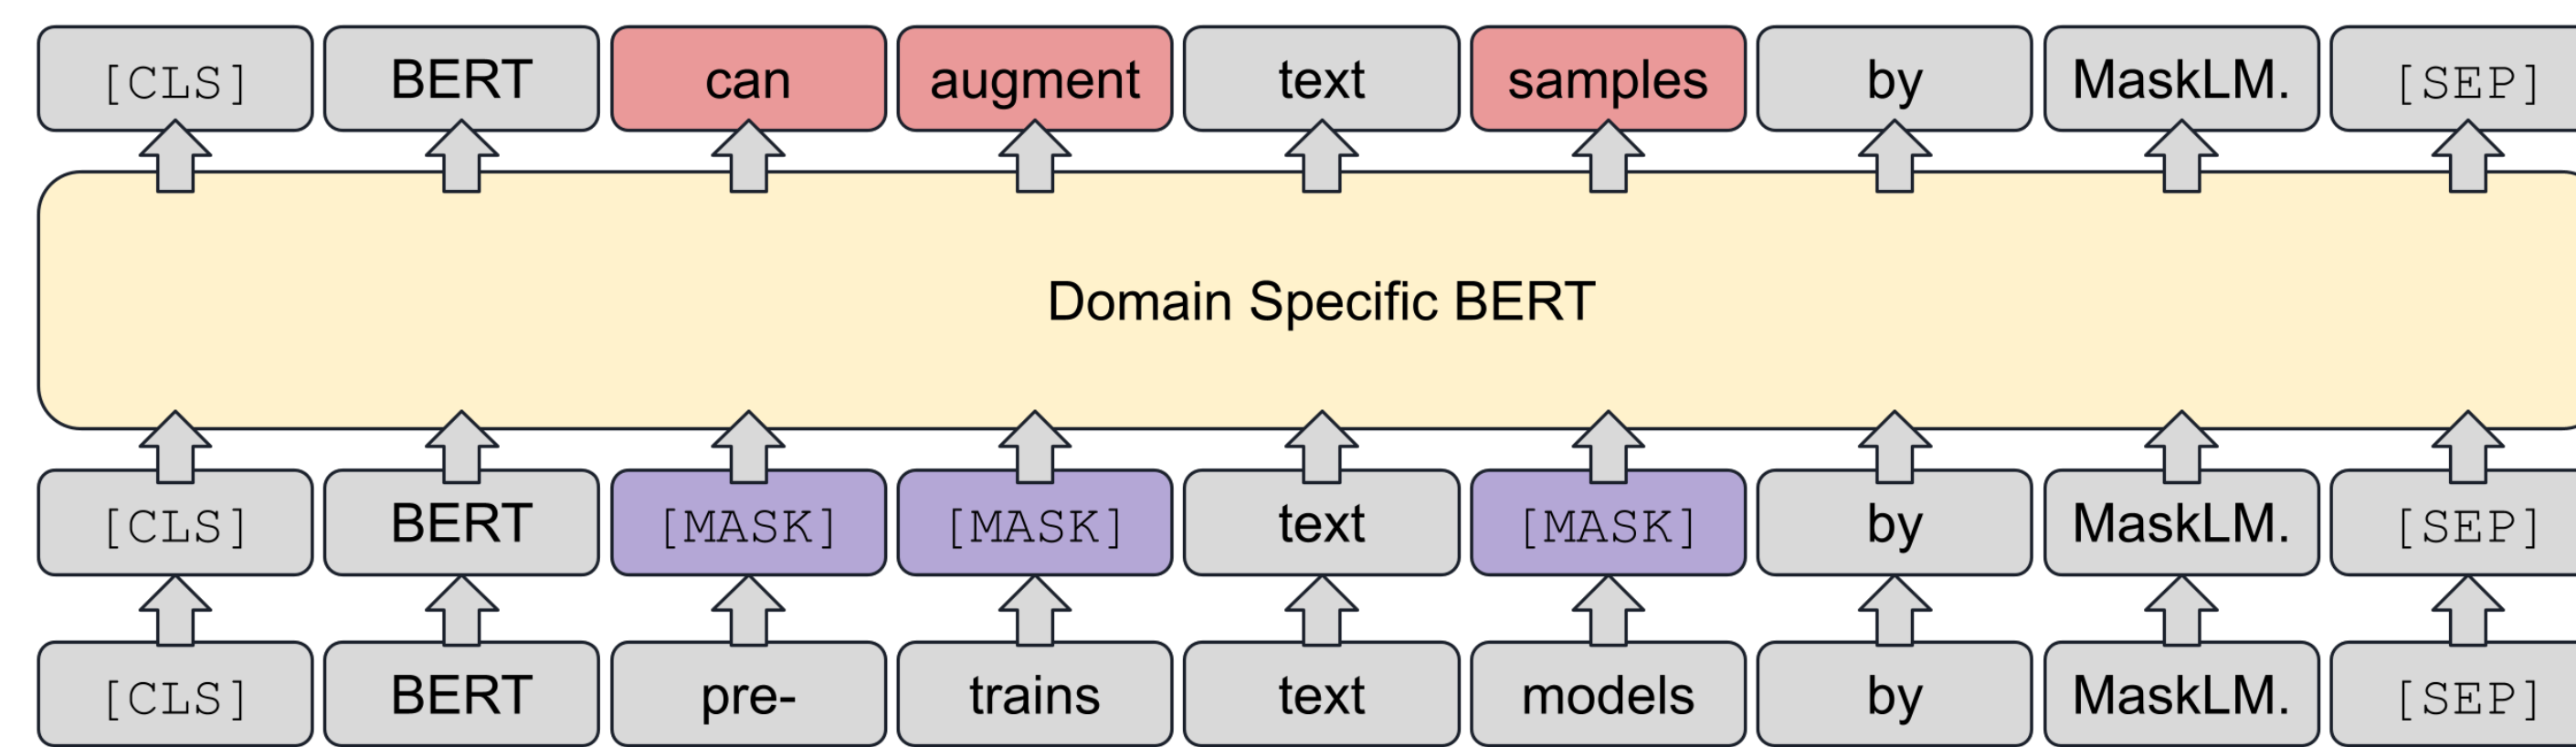 [CLS] BERT can augment text samples by MaskLM. [SEP]
Domain Specific BERT
[CLS] BERT [MASK] [MASK] text [MASK] by MaskLM. [SEP]
[CLS] BERT pre- trains text models by MaskLM. [SEP]